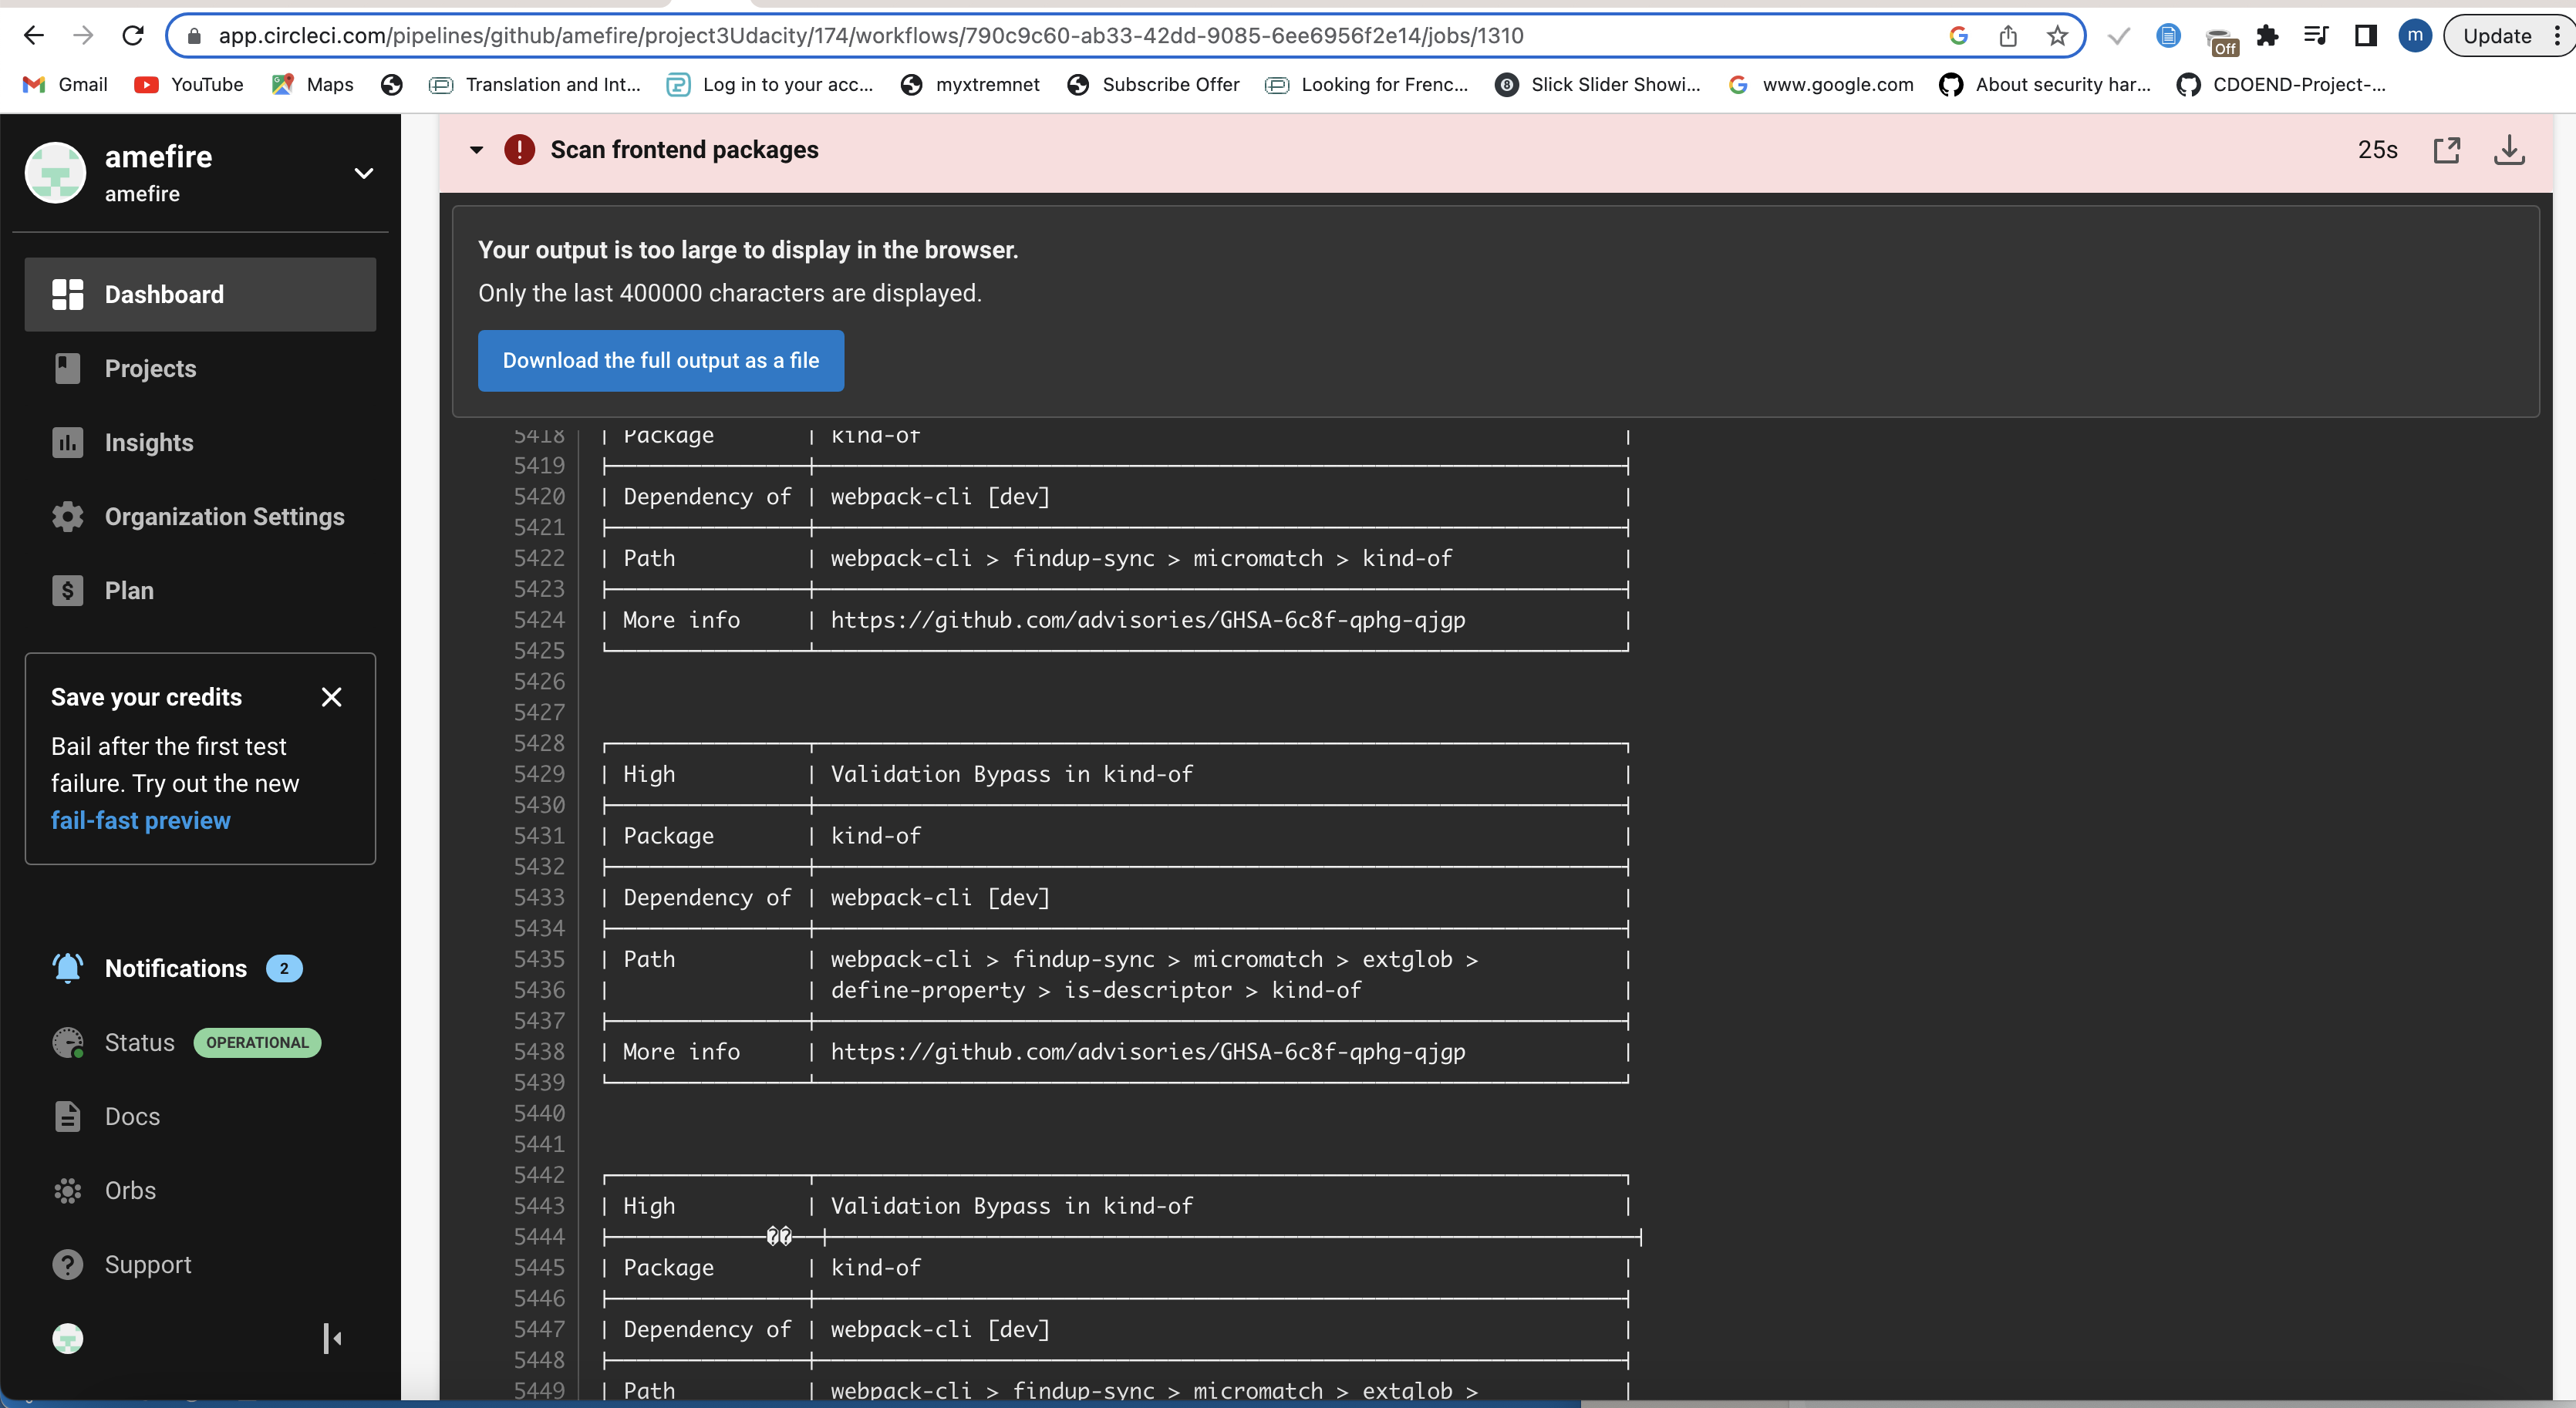 app.circleci.com/pipelines/github/amefire/project3Udacity/174/workflows/790c9c60-ab33-42dd-9085-6ee6956f2e14/jobs/1310
Off
m
Update
Gmail
YouTube
Maps
Translation and Int...
Log in to your acc...
myxtremnet
Subscribe Offer
Looking for Frenc...
Slick Slider Showi...
www.google.com
About security har...
CDOEND-Project-...
amefire
amefire
Dashboard
Projects
Insights
Organization Settings
Plan
Save your credits
Bail after the first test
failure. Try out the new
fail-fast preview
Notifications 2
Status OPERATIONAL
Docs
Orbs
Support
Scan frontend packages
25s
Your output is too large to display in the browser.
Only the last 400000 characters are displayed.
Download the full output as a file
5418 | Package | kind-of |
5419
5420 | Dependency of | webpack-cli [dev] |
5421
5422 | Path | webpack-cli > findup-sync > micromatch > kind-of |
5423
5424 | More info | https://github.com/advisories/GHSA-6c8f-qphg-qjgp |
5425
5426
5427
5428
5429 | High | Validation Bypass in kind-of |
5430
5431 | Package | kind-of |
5432
5433 | Dependency of | webpack-cli [dev] |
5434
5435 | Path | webpack-cli > findup-sync > micromatch > extglob > |
5436 | | define-property > is-descriptor > kind-of |
5437
5438 | More info | https://github.com/advisories/GHSA-6c8f-qphg-qjgp |
5439
5440
5441
5442
5443 | High | Validation Bypass in kind-of |
5444 ��
5445 | Package | kind-of |
5446
5447 | Dependency of | webpack-cli [dev] |
5448
5449 | Path | webpack-cli > findup-sync > micromatch > extglob > |